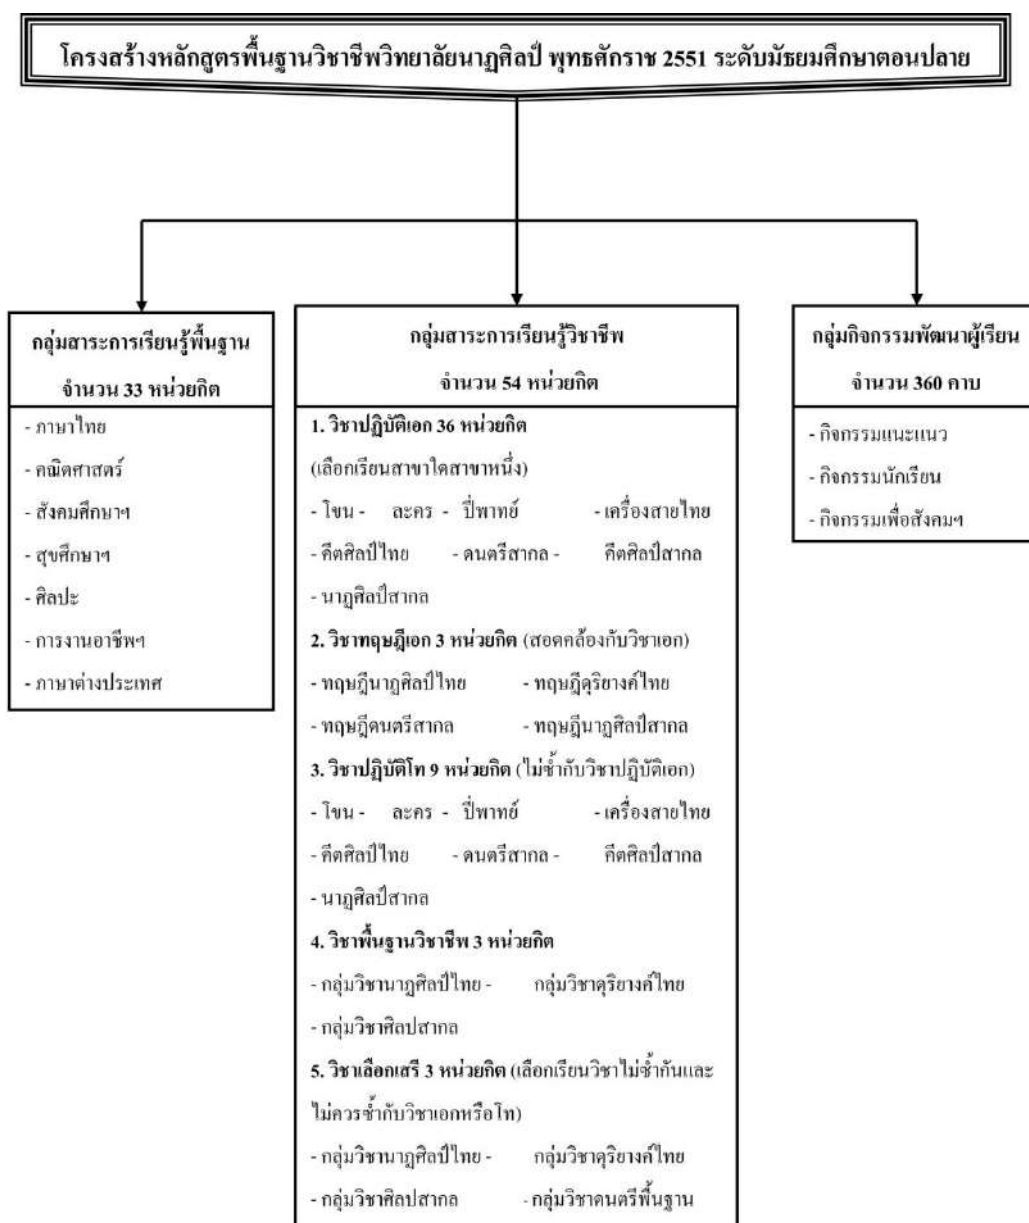 โครงสร้างหลักสูตรพื้นฐานวิชาชีพวิทยาลัยนาฏศิลป์ พุทธศักราช 2551 ระดับมัธยมศึกษาตอนปลาย
กลุ่มสาระการเรียนรู้พื้นฐาน
จำนวน 33 หน่วยกิต
- ภาษาไทย
- คณิตศาสตร์
- สังคมศึกษาฯ
- สุขศึกษาฯ
- ศิลปะ
- การงานอาชีพฯ
- ภาษาต่างประเทศ
กลุ่มสาระการเรียนรู้วิชาชีพ
จำนวน 54 หน่วยกิต
1. วิชาปฏิบัติเอก 36 หน่วยกิต
(เลือกเรียนสาขาใดสาขาหนึ่ง)
- โขน - ละคร - ปี่พาทย์ - เครื่องสายไทย
- คีตศิลป์ไทย - ดนตรีสากล - คีตศิลป์สากล
- นาฏศิลป์สากล
2. วิชาทฤษฎีเอก 3 หน่วยกิต (สอดคล้องกับวิชาเอก)
- ทฤษฎีนาฏศิลป์ไทย - ทฤษฎีดุริยางค์ไทย
- ทฤษฎีดนตรีสากล - ทฤษฎีนาฏศิลป์สากล
3. วิชาปฏิบัติโท 9 หน่วยกิต (ไม่ซ้ำกับวิชาปฏิบัติเอก)
- โขน - ละคร - ปี่พาทย์ - เครื่องสายไทย
- คีตศิลป์ไทย - ดนตรีสากล - คีตศิลป์สากล
- นาฏศิลป์สากล
4. วิชาพื้นฐานวิชาชีพ 3 หน่วยกิต
- กลุ่มวิชานาฏศิลป์ไทย - กลุ่มวิชาดุริยางค์ไทย
- กลุ่มวิชาศิลปสากล
5. วิชาเลือกเสรี 3 หน่วยกิต (เลือกเรียนวิชาไม่ซ้ำกันและ
ไม่ควรซ้ำกับวิชาเอกหรือโท)
- กลุ่มวิชานาฏศิลป์ไทย - กลุ่มวิชาดุริยางค์ไทย
- กลุ่มวิชาศิลปสากล - กลุ่มวิชาดนตรีพื้นฐาน
กลุ่มกิจกรรมพัฒนาผู้เรียน
จำนวน 360 คาบ
- กิจกรรมแนะแนว
- กิจกรรมนักเรียน
- กิจกรรมเพื่อสังคมฯ